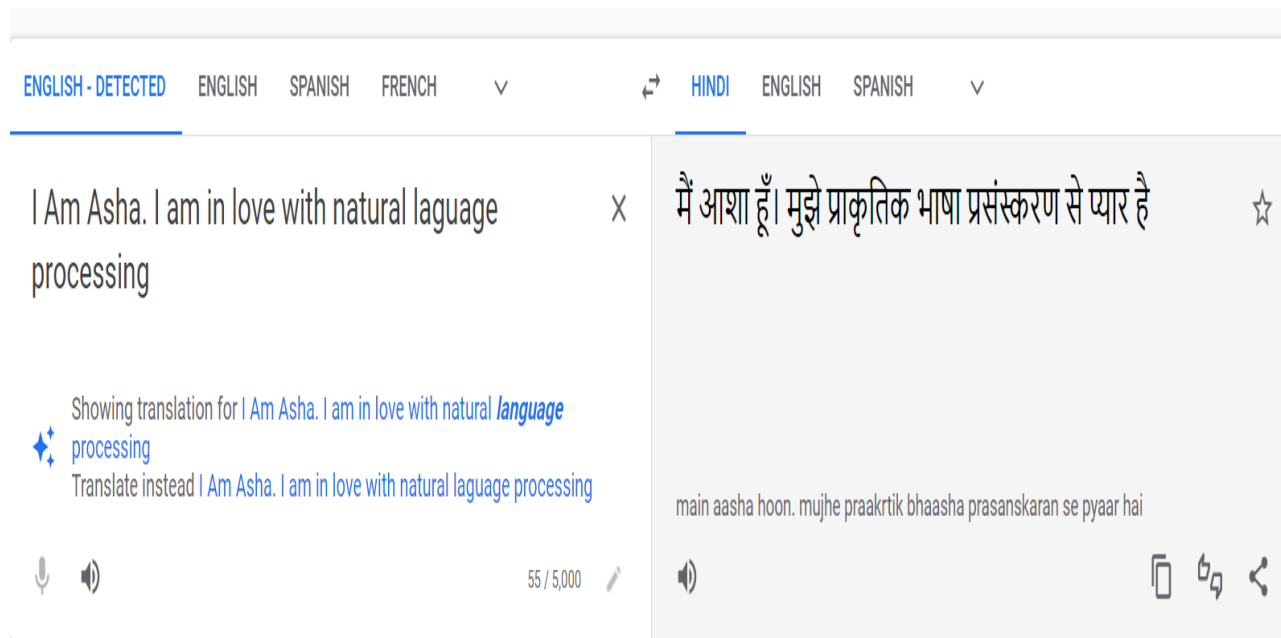 ENGLISH - DETECTED ENGLISH SPANISH FRENCH
HINDI ENGLISH SPANISH
I Am Asha. I am in love with natural laguage
processing
मैं आशा हूँ। मुझे प्राकृतिक भाषा प्रसंस्करण से प्यार है
Showing translation for I Am Asha. I am in love with natural language
processing
Translate instead I Am Asha. I am in love with natural laguage processing
main aasha hoon. mujhe praakrtik bhaasha prasanskaran se pyaar hai
55 / 5,000